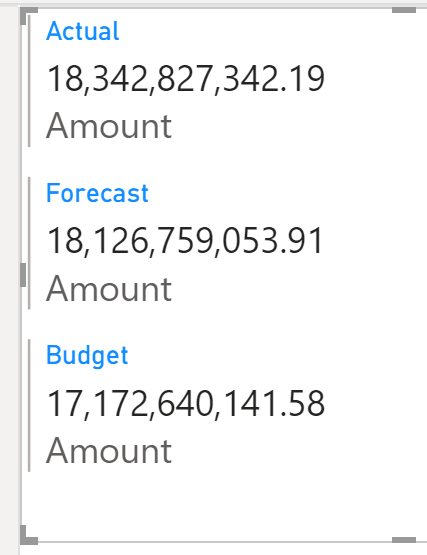 Actual
18,342,827,342.19
Amount
Forecast
18,126,759,053.91
Amount
Budget
17,172,640,141.58
Amount